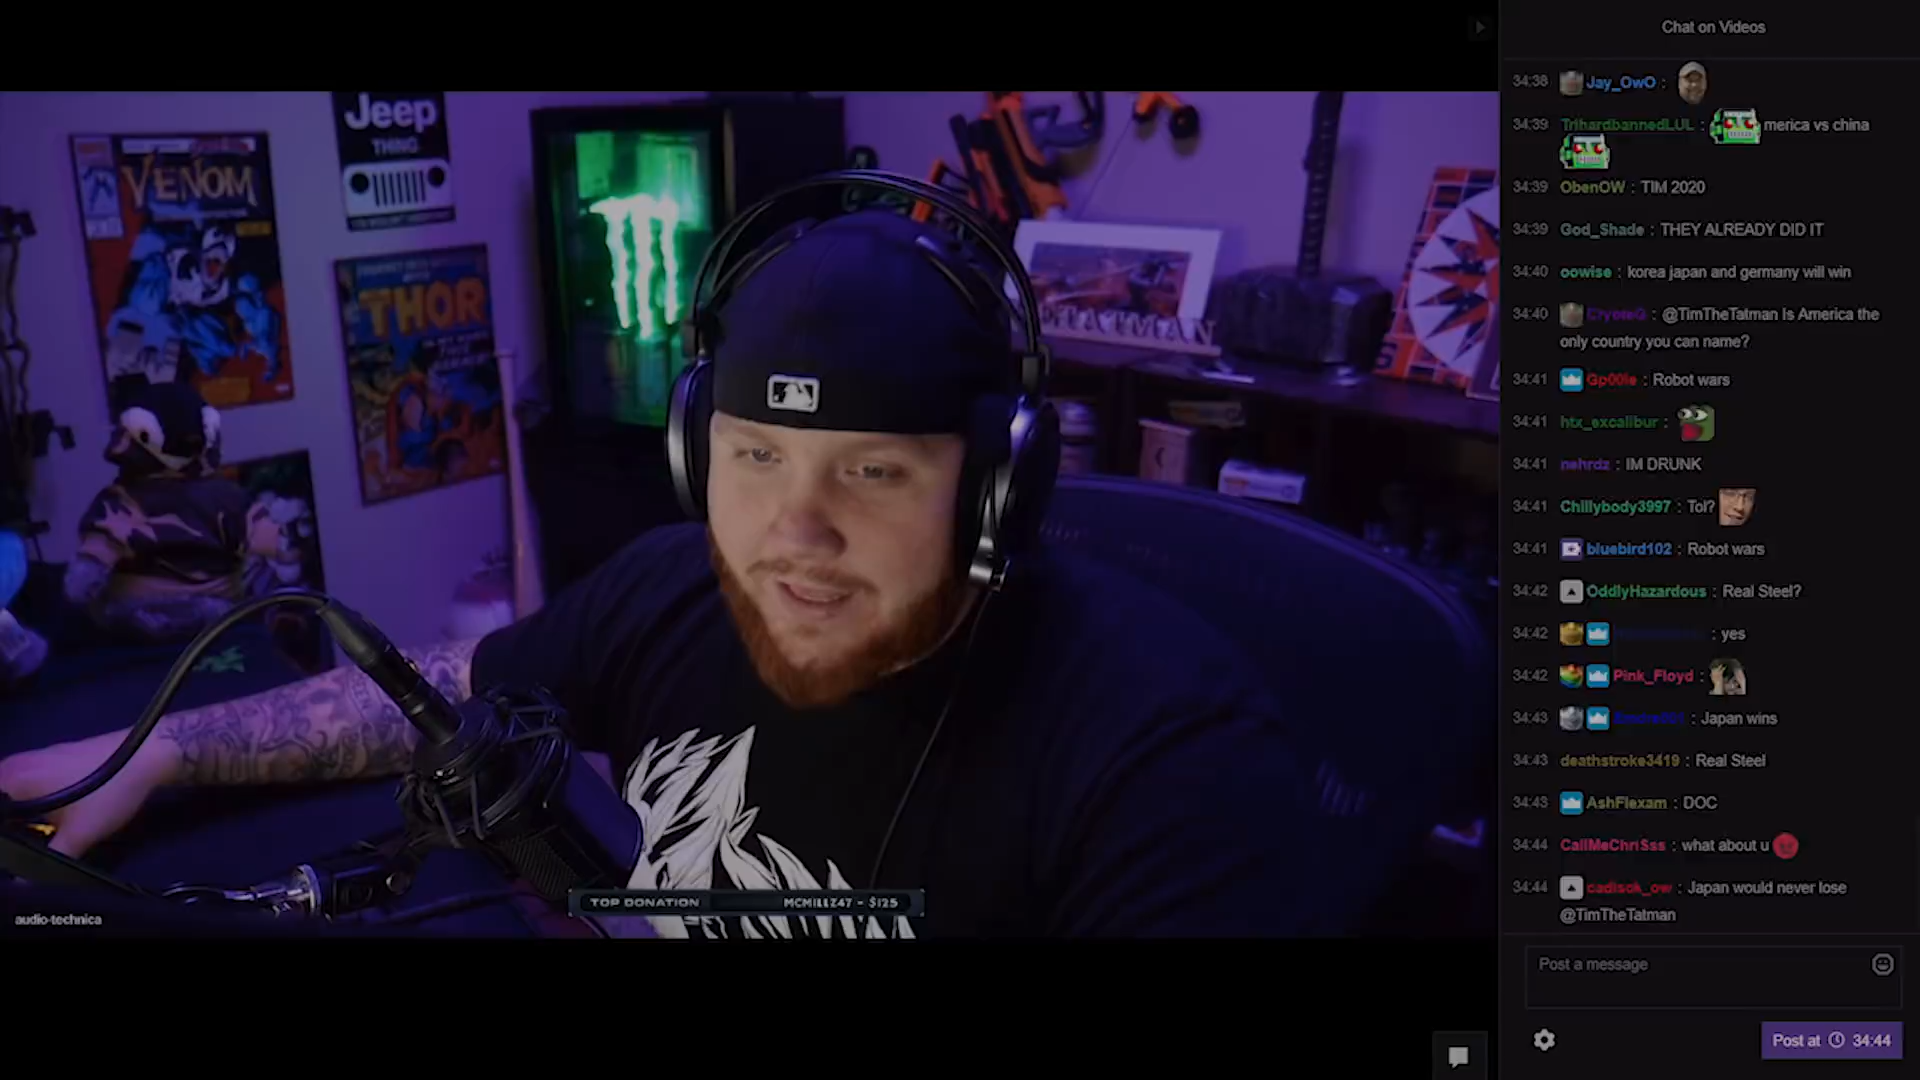 Chat on Videos
Jeep
THING
VENOM
THOR
TATMAN
audio-technica
TOP DONATION MCMILLZ47 - $125
34:38 Jay_OwO :
34:39 TrihardbannedLUL : merica vs china
34:39 ObenOW : TIM 2020
34:39 God_Shade : THEY ALREADY DID IT
34:40 oowise : korea japan and germany will win
34:40 : @TimTheTatman Is America the
only country you can name?
34:41 Gp00le : Robot wars
34:41 htx_excalibur :
34:41 nehrdz : IM DRUNK
34:41 Chillybody3997 : Tol?
34:41 bluebird102 : Robot wars
34:42 OddlyHazardous : Real Steel?
34:42 : yes
34:42 Pink_Floyd :
34:43 : Japan wins
34:43 deathstroke3419 : Real Steel
34:43 AshFlexam : DOC
34:44 CallMeChriSss : what about u
34:44 cadisok_ow : Japan would never lose
@TimTheTatman
Post a message
Post at 34:44